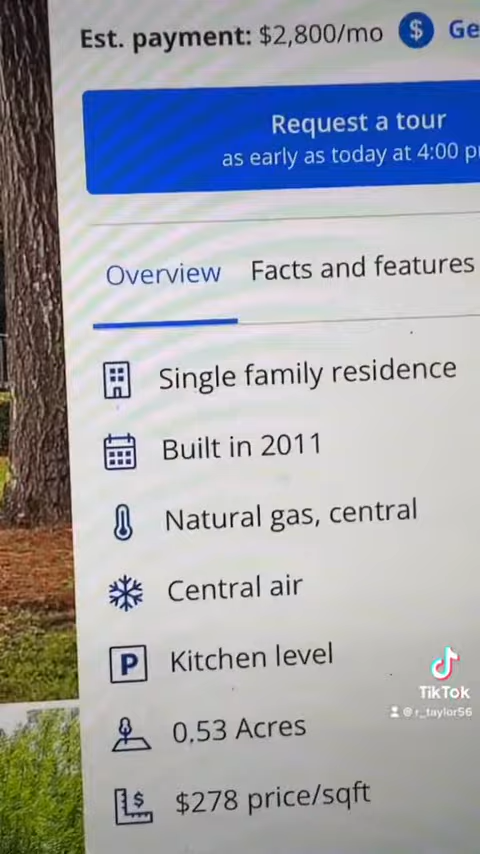 Est. payment: $2,800/mo $ Ge
Request a tour
as early as today at 4:00 p
Overview Facts and features
Single family residence
Built in 2011
Natural gas, central
Central air
P Kitchen level
0.53 Acres
$ $278 price/sqft
TikTok
@r_taylor56